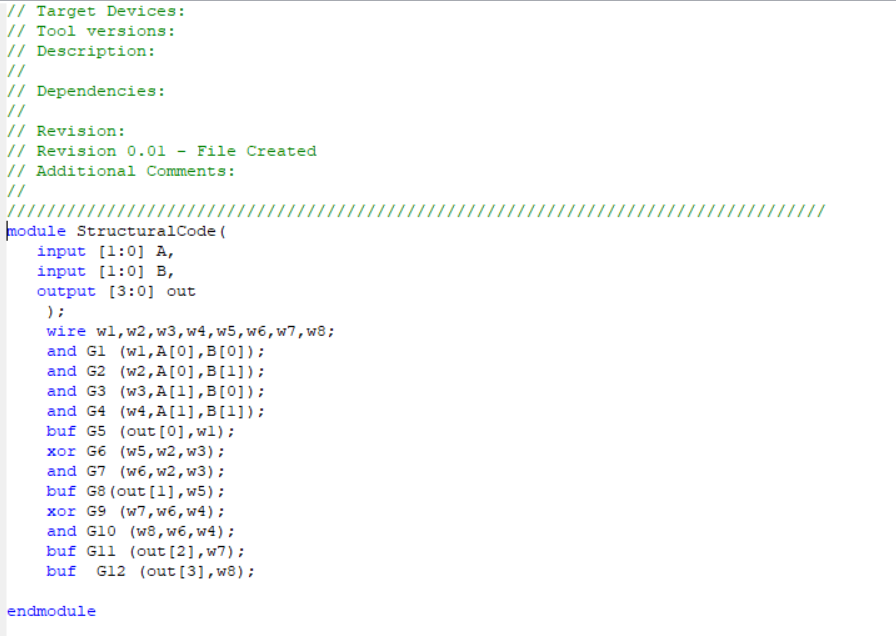 // Target Devices:
// Tool versions:
// Description:
//
// Dependencies:
//
// Revision:
// Revision 0.01 - File Created
// Additional Comments:
//
//////////////////////////////////////////////////////////////////////////////////
module StructuralCode(
input [1:0] A,
input [1:0] B,
output [3:0] out
);
wire w1,w2,w3,w4,w5,w6,w7,w8;
and G1 (w1,A[0],B[0]);
and G2 (w2,A[0],B[1]);
and G3 (w3,A[1],B[0]);
and G4 (w4,A[1],B[1]);
buf G5 (out[0],w1);
xor G6 (w5,w2,w3);
and G7 (w6,w2,w3);
buf G8(out[1],w5);
xor G9 (w7,w6,w4);
and G10 (w8,w6,w4);
buf G11 (out[2],w7);
buf  G12 (out[3],w8);
endmodule